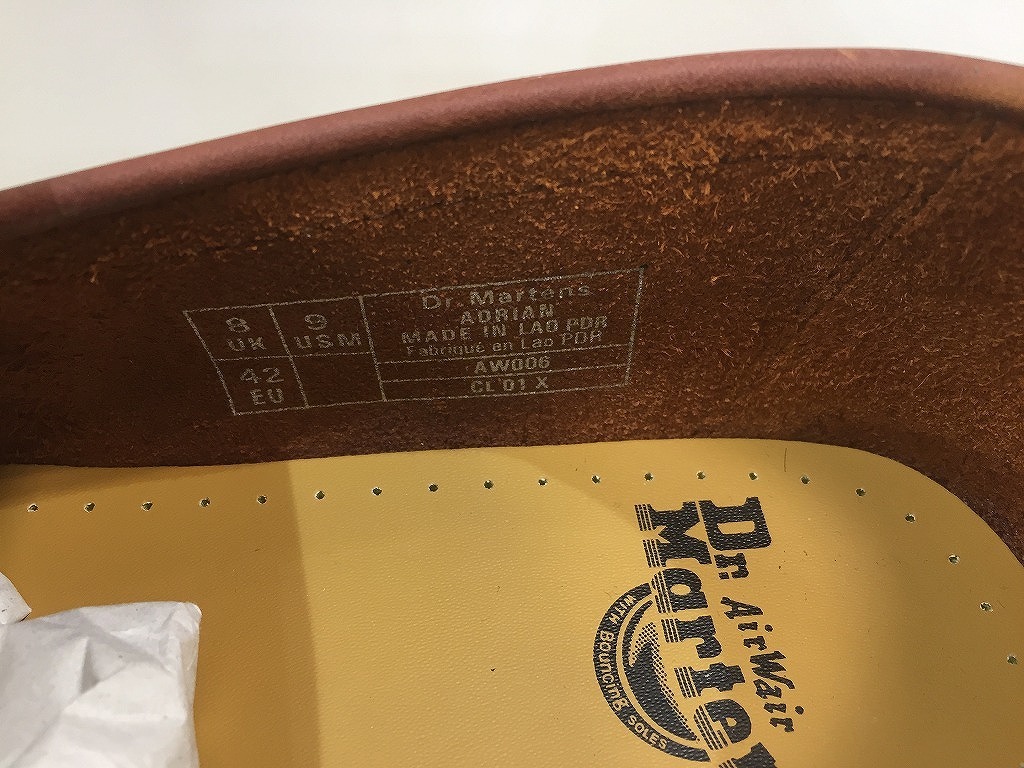 8
UK
9
USM
42
EU
Dr. Martens
ADRIAN
MADE IN LAO PDR
Fabriqué en Lao PDR
AW006
CL 01 X
Dr.
Marten
AirWair
WITH BOUNCING SOLES